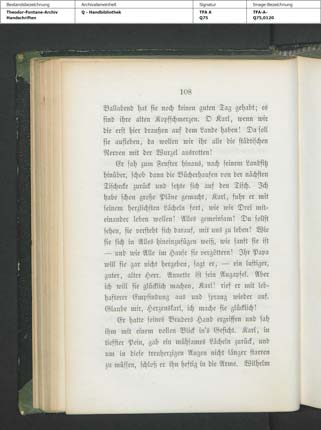 Bestandsbezeichnung Archivalieneinheit Signatur Image-Bezeichnung
Theodor-Fontane-Archiv Q - Handbibliothek TFA A TFA-A-
Handschriften Q75 Q75,0120
108
Ballabend hat sie noch keinen guten Tag gehabt; es
sind ihre alten Kopfschmerzen. O Karl, wenn wir
die erst hier draußen auf dem Lande haben! Da soll
sie aufleben, da wollen wir ihr alle die städtischen
Nerven mit der Wurzel ausrotten!
Er sah zum Fenster hinaus, nach seinem Landsitz
hinüber, schob dann die Bücherhaufen von der nächsten
Tischecke zurück und setzte sich auf den Tisch. Ich
habe schon große Pläne gemacht, Karl, fuhr er mit
seinem herzlichsten Lächeln fort, wie wir Drei mit-
einander leben wollen! Alles gemeinsam! Du sollst
sehen, sie versteht sich darauf, mit uns zu leben! Wie
sie sich in Alles hineinzufügen weiß, wie sanft sie ist
— und wie Alle im Hause sie vergöttern! Ihr Papa
will sie gar nicht hergeben, sagt er, — ein lustiger,
guter, alter Herr. Annette ist sein Augapfel. Aber
ich will sie glücklich machen, Karl! rief er mit leb-
hafterer Empfindung aus und sprang wieder auf.
Glaube mir, Herzenskarl, ich mache sie glücklich!
Er hatte seines Bruders Hand ergriffen und sah
ihm mit einem vollen Blick in's Gesicht. Karl, in
tiefster Pein, gab ein mühsames Lächeln zurück, und
um in diese treuherzigen Augen nicht länger starren
zu müssen, schloß er ihn heftig in die Arme. Wilhelm